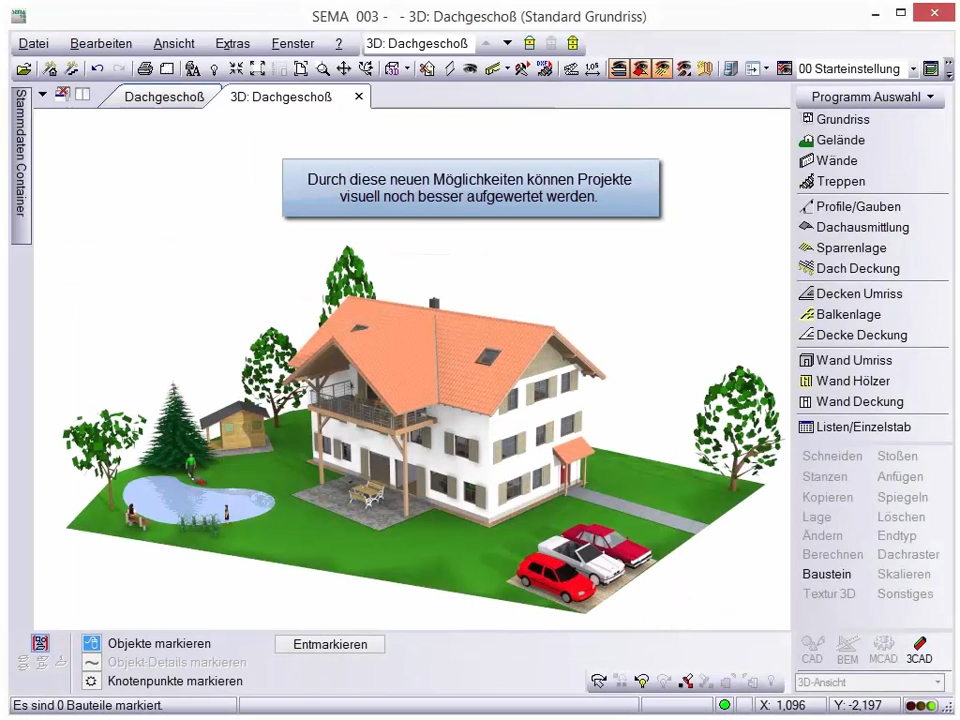 SEMA 003 - - 3D: Dachgeschoß (Standard Grundriss)
Datei Bearbeiten Ansicht Extras Fenster ? 3D: Dachgeschoß
00 Starteinstellung
Stammdaten Container
Dachgeschoß 3D: Dachgeschoß
Durch diese neuen Möglichkeiten können Projekte
visuell noch besser aufgewertet werden.
Programm Auswahl
Grundriss
Gelände
Wände
Treppen
Profile/Gauben
Dachausmittlung
Sparrenlage
Dach Deckung
Decken Umriss
Balkenlage
Decke Deckung
Wand Umriss
Wand Hölzer
Wand Deckung
Listen/Einzelstab
Schneiden Stoßen
Stanzen Anfügen
Kopieren Spiegeln
Lage Löschen
Ändern Endtyp
Berechnen Dachraster
Baustein Skalieren
Textur 3D Sonstiges
CAD BEM MCAD 3CAD
3D-Ansicht
Objekte markieren Entmarkieren
Objekt-Details markieren
Knotenpunkte markieren
Es sind 0 Bauteile markiert. X: 1,096 Y: -2,197